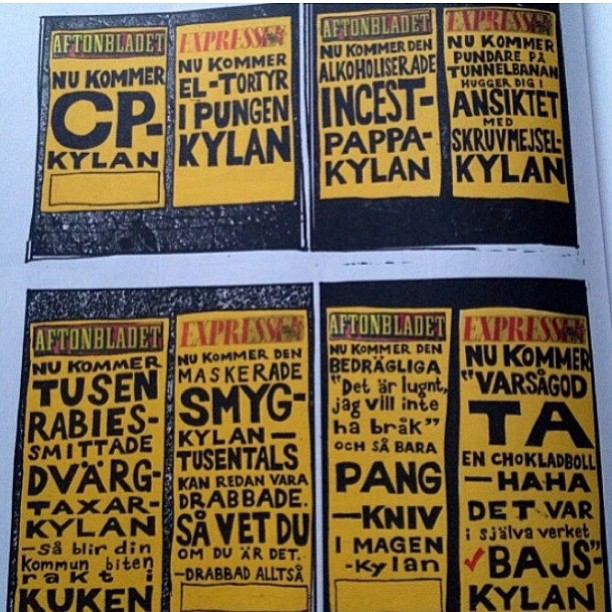 AFTONBLADET
NU KOMMER
CP-
KYLAN
EXPRESSEN
NU KOMMER
EL-TORTYR
I PUNGEN
KYLAN
AFTONBLADET
NU KOMMER DEN
ALKOHOLISERADE
INCEST-
PAPPA-
KYLAN
EXPRESSEN
NU KOMMER
PUNDARE PÅ
TUNNELBANAN
HUGGER DIG I
ANSIKTET
MED
SKRUVMEJSEL-
KYLAN
AFTONBLADET
NU KOMMER
TUSEN
RABIES-
SMITTADE
DVÄRG-
TAXAR-
KYLAN
—så blir din
kommun biten
rakt i
KUKEN
EXPRESSEN
NU KOMMER DEN
MASKERADE
SMYG-
KYLAN—
TUSENTALS
KAN REDAN VARA
DRABBADE.
SÅ VET DU
OM DU ÄR DET.
—DRABBAD ALLTSÅ
AFTONBLADET
NU KOMMER DEN
BEDRÄGLIGA
"Det är lugnt,
jag vill inte
ha bråk"
OCH SÅ BARA
PANG
—KNIV
I MAGEN
-Kylan
EXPRESSEN
NU KOMMER
"VARSÅGOD
TA
EN CHOKLADBOLL
—HAHA
DET VAR
i själva verket
BAJS"-
KYLAN